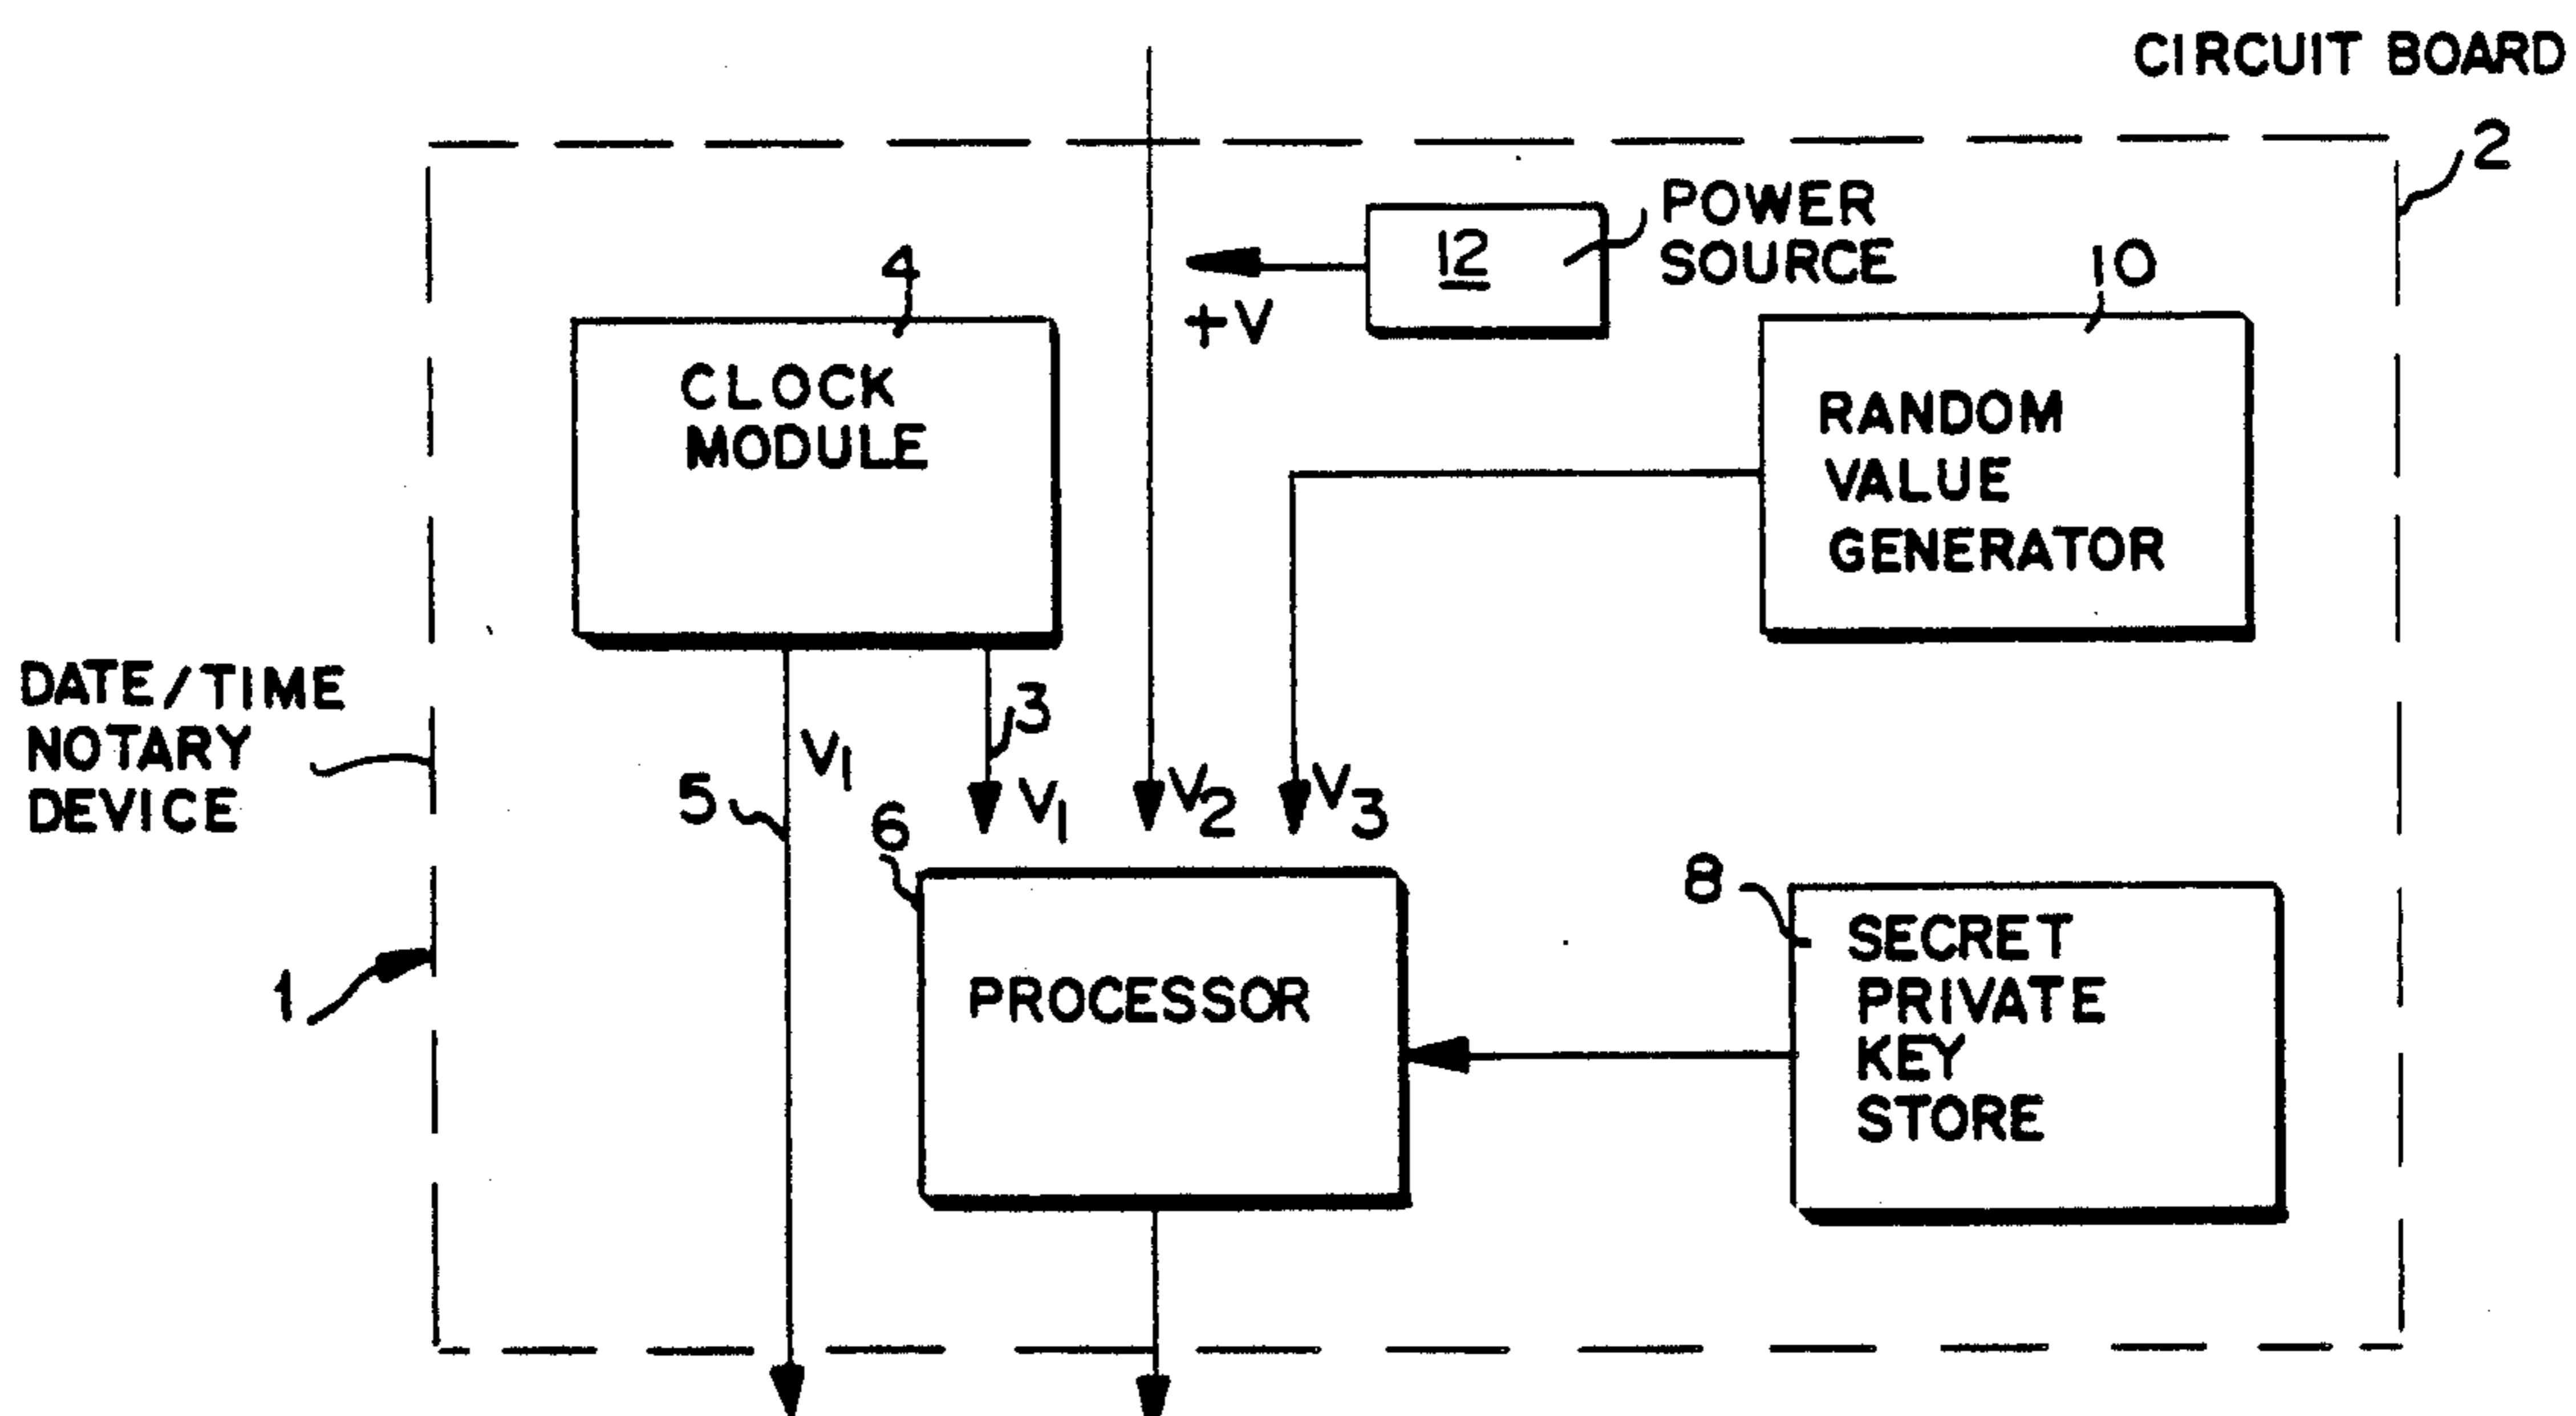 CIRCUIT BOARD
2
POWER
SOURCE
12
+V
4
CLOCK
MODULE
10
RANDOM
VALUE
GENERATOR
DATE/TIME
NOTARY
DEVICE
1
3
5
V1
V1
V2
V3
6
PROCESSOR
8
SECRET
PRIVATE
KEY
STORE